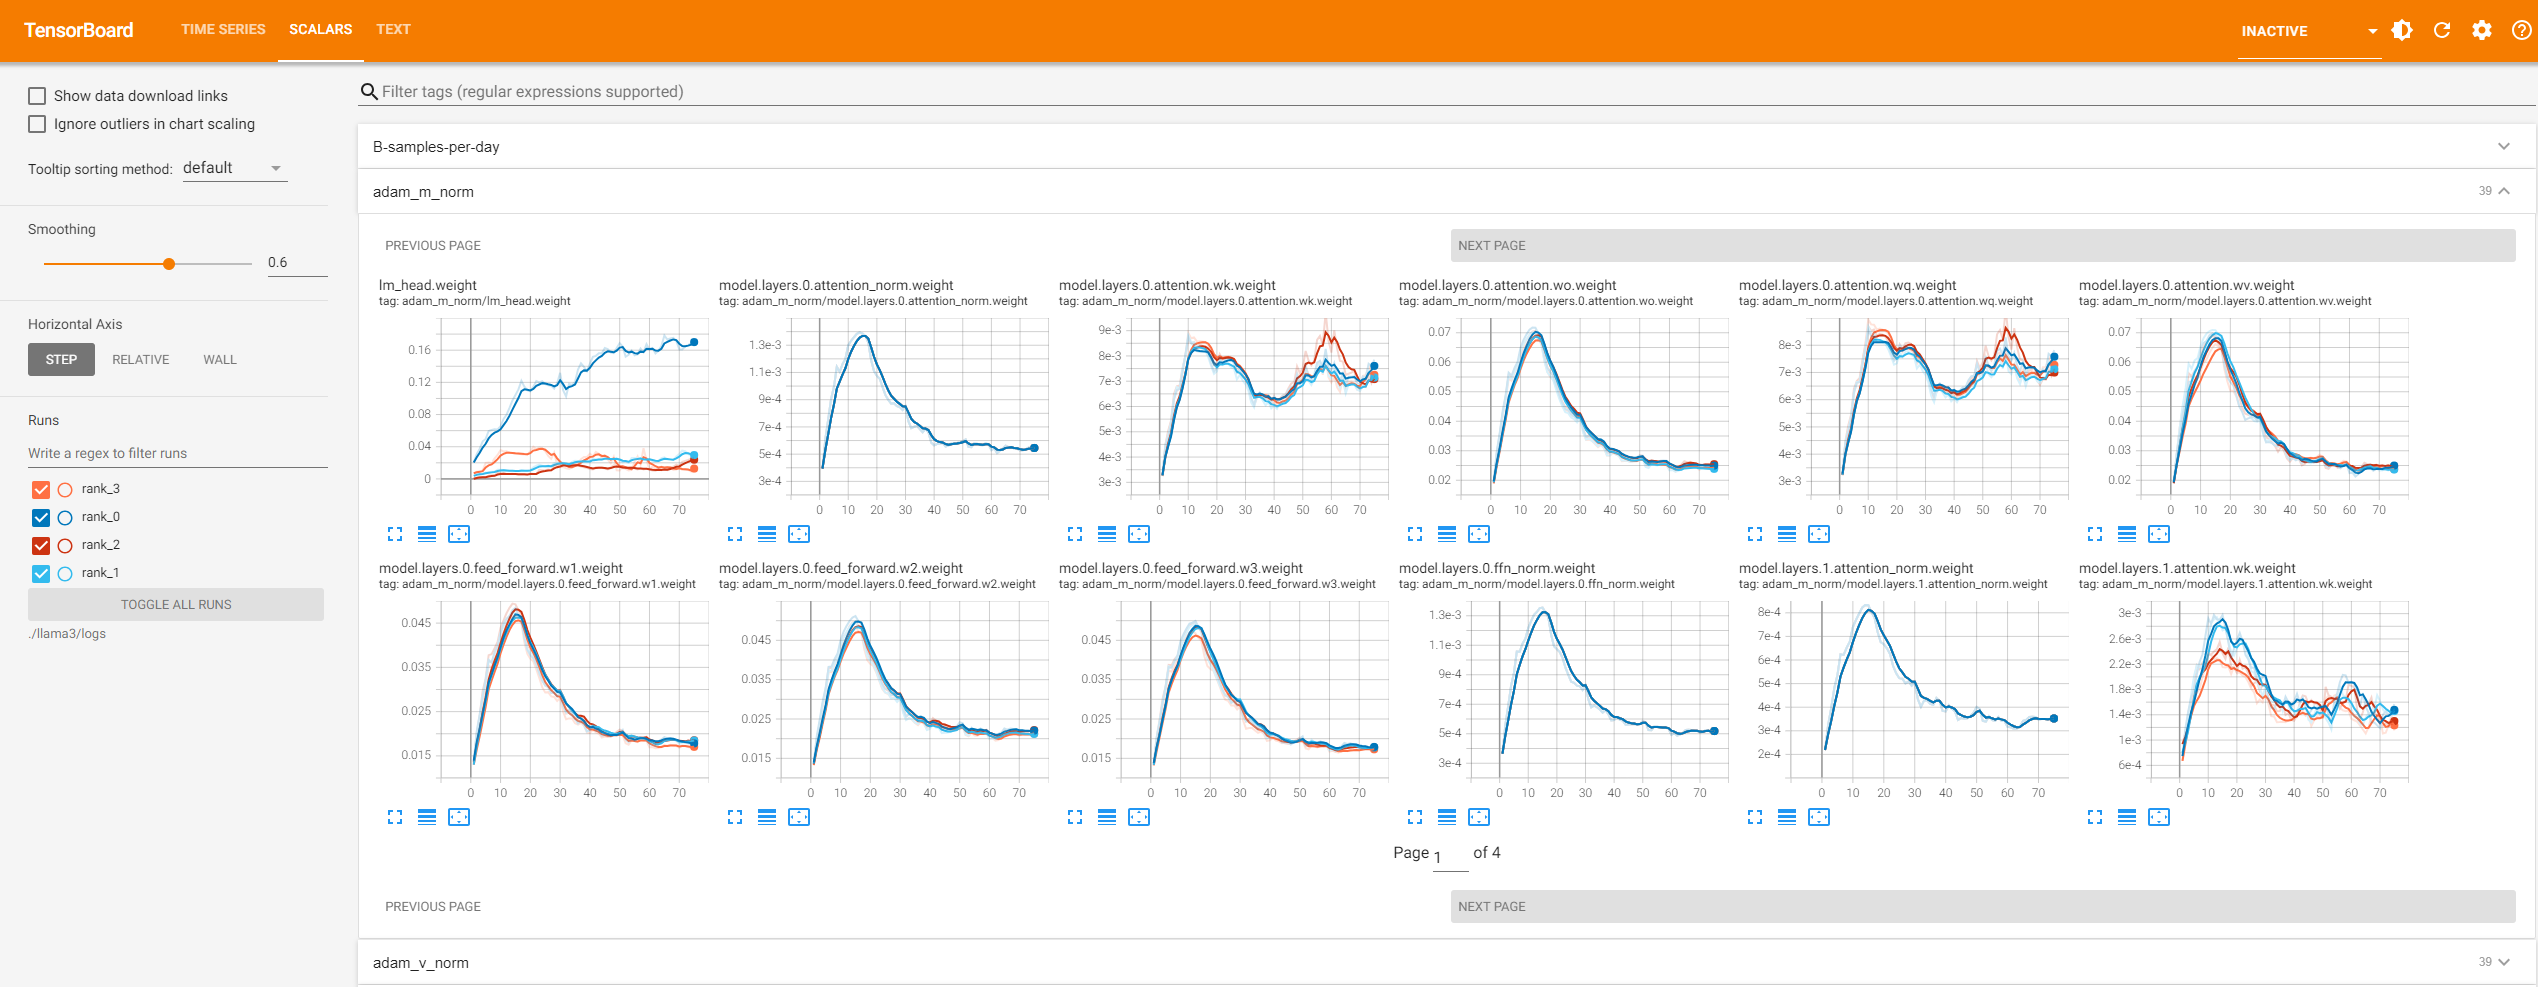 TensorBoard TIME SERIES SCALARS TEXT INACTIVE
Show data download links
Ignore outliers in chart scaling
Tooltip sorting method: default
Smoothing
0.6
Horizontal Axis
STEP RELATIVE WALL
Runs
Write a regex to filter runs
rank_3
rank_0
rank_2
rank_1
TOGGLE ALL RUNS
./llama3/logs
Filter tags (regular expressions supported)
B-samples-per-day
adam_m_norm 39
PREVIOUS PAGE NEXT PAGE
lm_head.weight
tag: adam_m_norm/lm_head.weight
0.16
0.12
0.08
0.04
0
0 10 20 30 40 50 60 70
model.layers.0.attention_norm.weight
tag: adam_m_norm/model.layers.0.attention_norm.weight
1.3e-3
1.1e-3
9e-4
7e-4
5e-4
3e-4
0 10 20 30 40 50 60 70
model.layers.0.attention.wk.weight
tag: adam_m_norm/model.layers.0.attention.wk.weight
9e-3
8e-3
7e-3
6e-3
5e-3
4e-3
3e-3
0 10 20 30 40 50 60 70
model.layers.0.attention.wo.weight
tag: adam_m_norm/model.layers.0.attention.wo.weight
0.07
0.06
0.05
0.04
0.03
0.02
0 10 20 30 40 50 60 70
model.layers.0.attention.wq.weight
tag: adam_m_norm/model.layers.0.attention.wq.weight
8e-3
7e-3
6e-3
5e-3
4e-3
3e-3
0 10 20 30 40 50 60 70
model.layers.0.attention.wv.weight
tag: adam_m_norm/model.layers.0.attention.wv.weight
0.07
0.06
0.05
0.04
0.03
0.02
0 10 20 30 40 50 60 70
model.layers.0.feed_forward.w1.weight
tag: adam_m_norm/model.layers.0.feed_forward.w1.weight
0.045
0.035
0.025
0.015
0 10 20 30 40 50 60 70
model.layers.0.feed_forward.w2.weight
tag: adam_m_norm/model.layers.0.feed_forward.w2.weight
0.045
0.035
0.025
0.015
0 10 20 30 40 50 60 70
model.layers.0.feed_forward.w3.weight
tag: adam_m_norm/model.layers.0.feed_forward.w3.weight
0.045
0.035
0.025
0.015
0 10 20 30 40 50 60 70
model.layers.0.ffn_norm.weight
tag: adam_m_norm/model.layers.0.ffn_norm.weight
1.3e-3
1.1e-3
9e-4
7e-4
5e-4
3e-4
0 10 20 30 40 50 60 70
model.layers.1.attention_norm.weight
tag: adam_m_norm/model.layers.1.attention_norm.weight
8e-4
7e-4
6e-4
5e-4
4e-4
3e-4
2e-4
0 10 20 30 40 50 60 70
model.layers.1.attention.wk.weight
tag: adam_m_norm/model.layers.1.attention.wk.weight
3e-3
2.6e-3
2.2e-3
1.8e-3
1.4e-3
1e-3
6e-4
0 10 20 30 40 50 60 70
Page 1 of 4
PREVIOUS PAGE NEXT PAGE
adam_v_norm 39